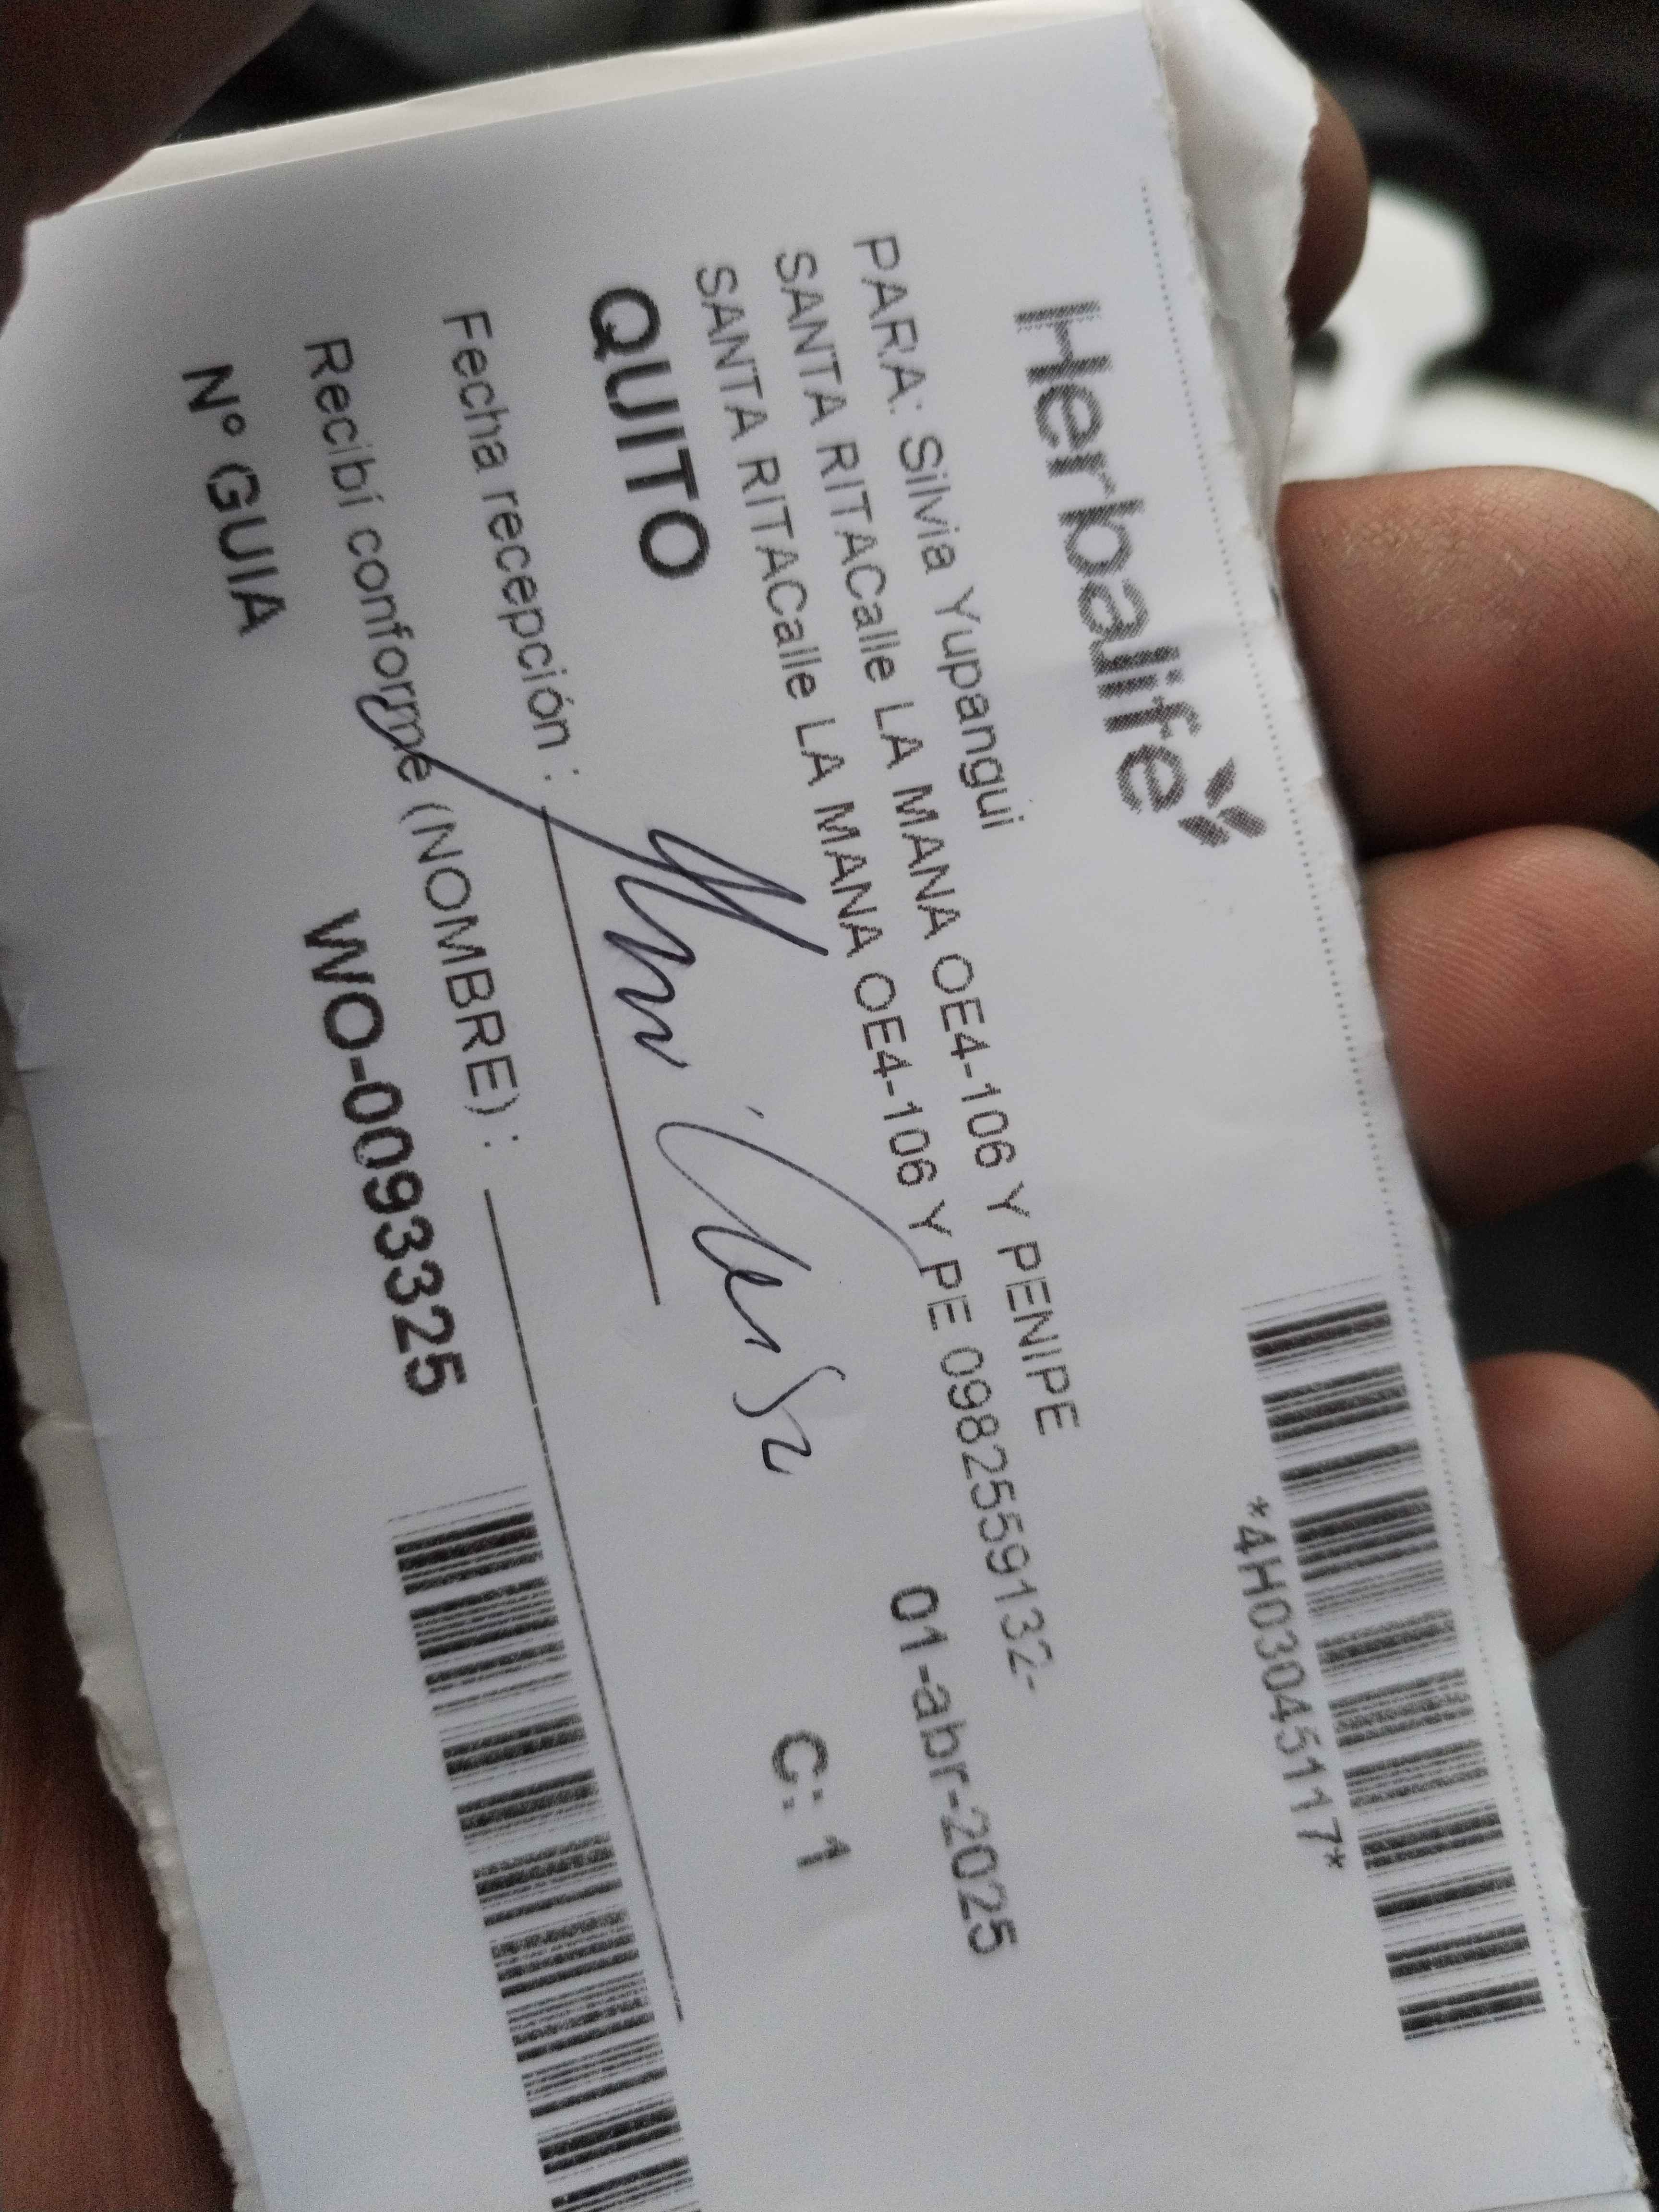 Herbalife
*4H03045117*
PARA: Silvia Yupangui
SANTA RITACalle LA MANA OE4-106 Y PENIPE
SANTA RITACalle LA MANA OE4-106 Y PE 0982559132-
01-abr-2025
QUITO
C: 1
Fecha recepción :
Recibí conforme (NOMBRE) :
N° GUIA
WO-0093325